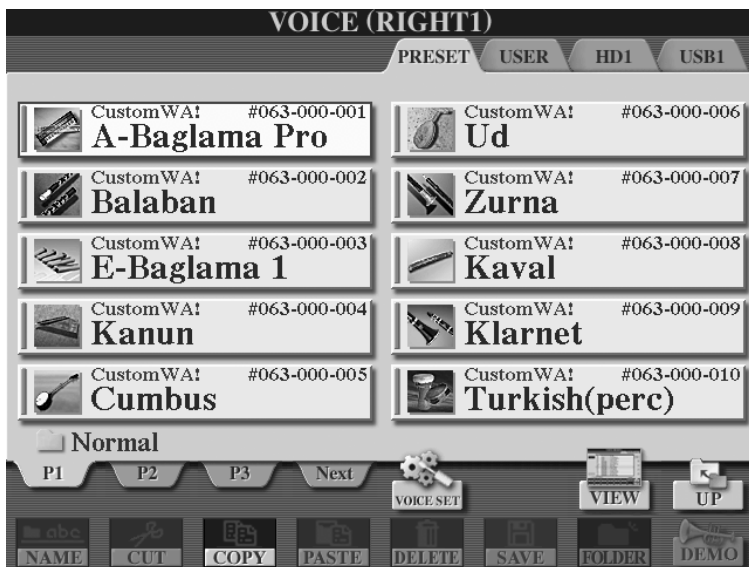 VOICE (RIGHT1)
PRESET USER HD1 USB1
CustomWA! #063-000-001
A-Baglama Pro
CustomWA! #063-000-002
Balaban
CustomWA! #063-000-003
E-Baglama 1
CustomWA! #063-000-004
Kanun
CustomWA! #063-000-005
Cumbus
CustomWA! #063-000-006
Ud
CustomWA! #063-000-007
Zurna
CustomWA! #063-000-008
Kaval
CustomWA! #063-000-009
Klarnet
CustomWA! #063-000-010
Turkish(perc)
Normal
P1 P2 P3 Next
VOICE SET VIEW UP
abc
NAME CUT COPY PASTE DELETE SAVE FOLDER DEMO